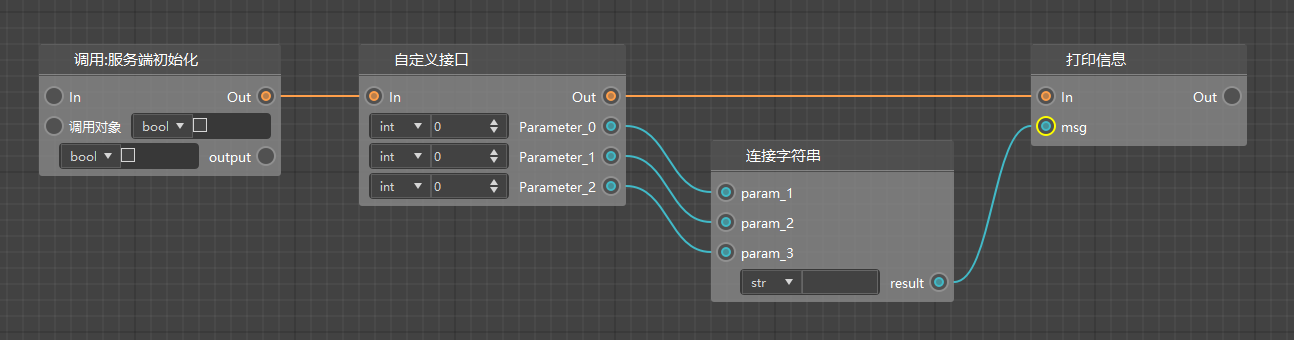 调用:服务端初始化
In
Out
调用对象
bool
bool
output
自定义接口
In
Out
int
0
Parameter_0
int
0
Parameter_1
int
0
Parameter_2
连接字符串
param_1
param_2
param_3
str
result
打印信息
In
Out
msg